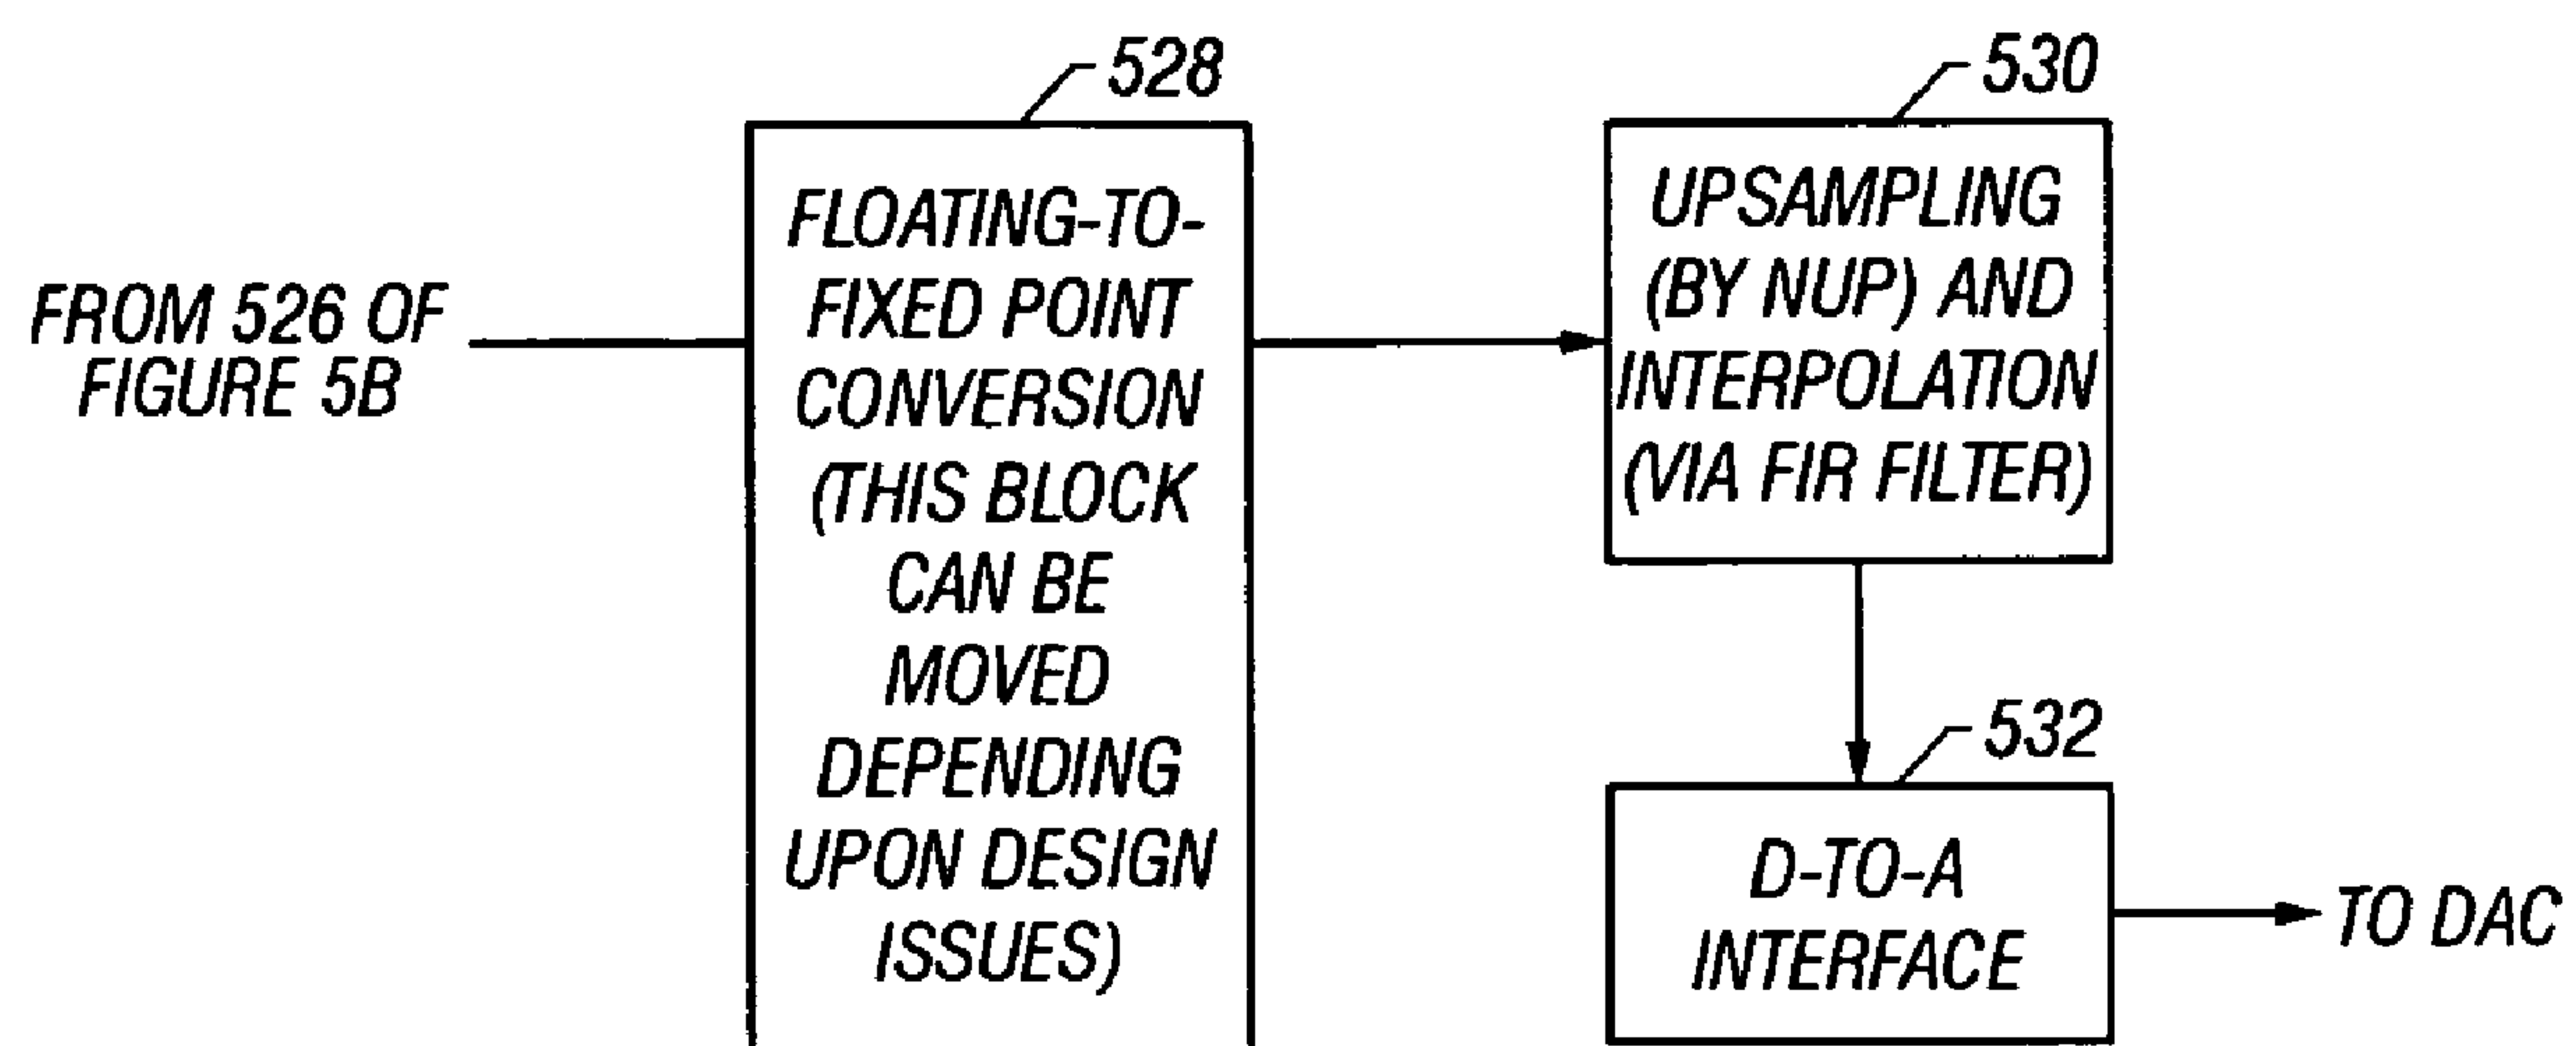 FROM 526 OF
FIGURE 5B
528
FLOATING-TO-
FIXED POINT
CONVERSION
(THIS BLOCK
CAN BE
MOVED
DEPENDING
UPON DESIGN
ISSUES)
530
UPSAMPLING
(BY NUP) AND
INTERPOLATION
(VIA FIR FILTER)
532
D-TO-A
INTERFACE
TO DAC